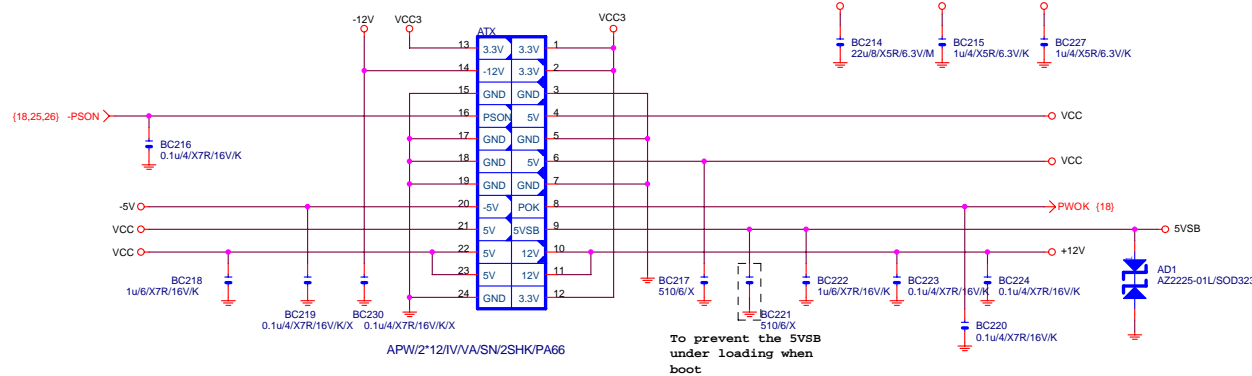 -12V VCC3 VCC3
ATX
BC214
22u/8/X5R/6.3V/M
BC215
1u/4/X5R/6.3V/K
BC227
1u/4/X5R/6.3V/K
13 3.3V 3.3V 1
14 -12V 3.3V 2
15 GND GND 3
{18,25,26} -PSON 16 PSON 5V 4 VCC
17 GND GND 5
18 GND 5V 6 VCC
19 GND GND 7
-5V 20 -5V POK 8 PWOK {18}
VCC 21 5V 5VSB 9 5VSB
VCC 22 5V 12V 10 +12V
23 5V 12V 11
24 GND 3.3V 12
BC216
0.1u/4/X7R/16V/K
BC218
1u/6/X7R/16V/K
BC219
0.1u/4/X7R/16V/K/X
BC230
0.1u/4/X7R/16V/K/X
BC217
510/6/X
BC221
510/6/X
BC222
1u/6/X7R/16V/K
BC223
0.1u/4/X7R/16V/K
BC224
0.1u/4/X7R/16V/K
AD1
AZ2225-01L/SOD323
BC220
0.1u/4/X7R/16V/K
APW/2*12/IV/VA/SN/2SHK/PA66
To prevent the 5VSB
under loading when
boot